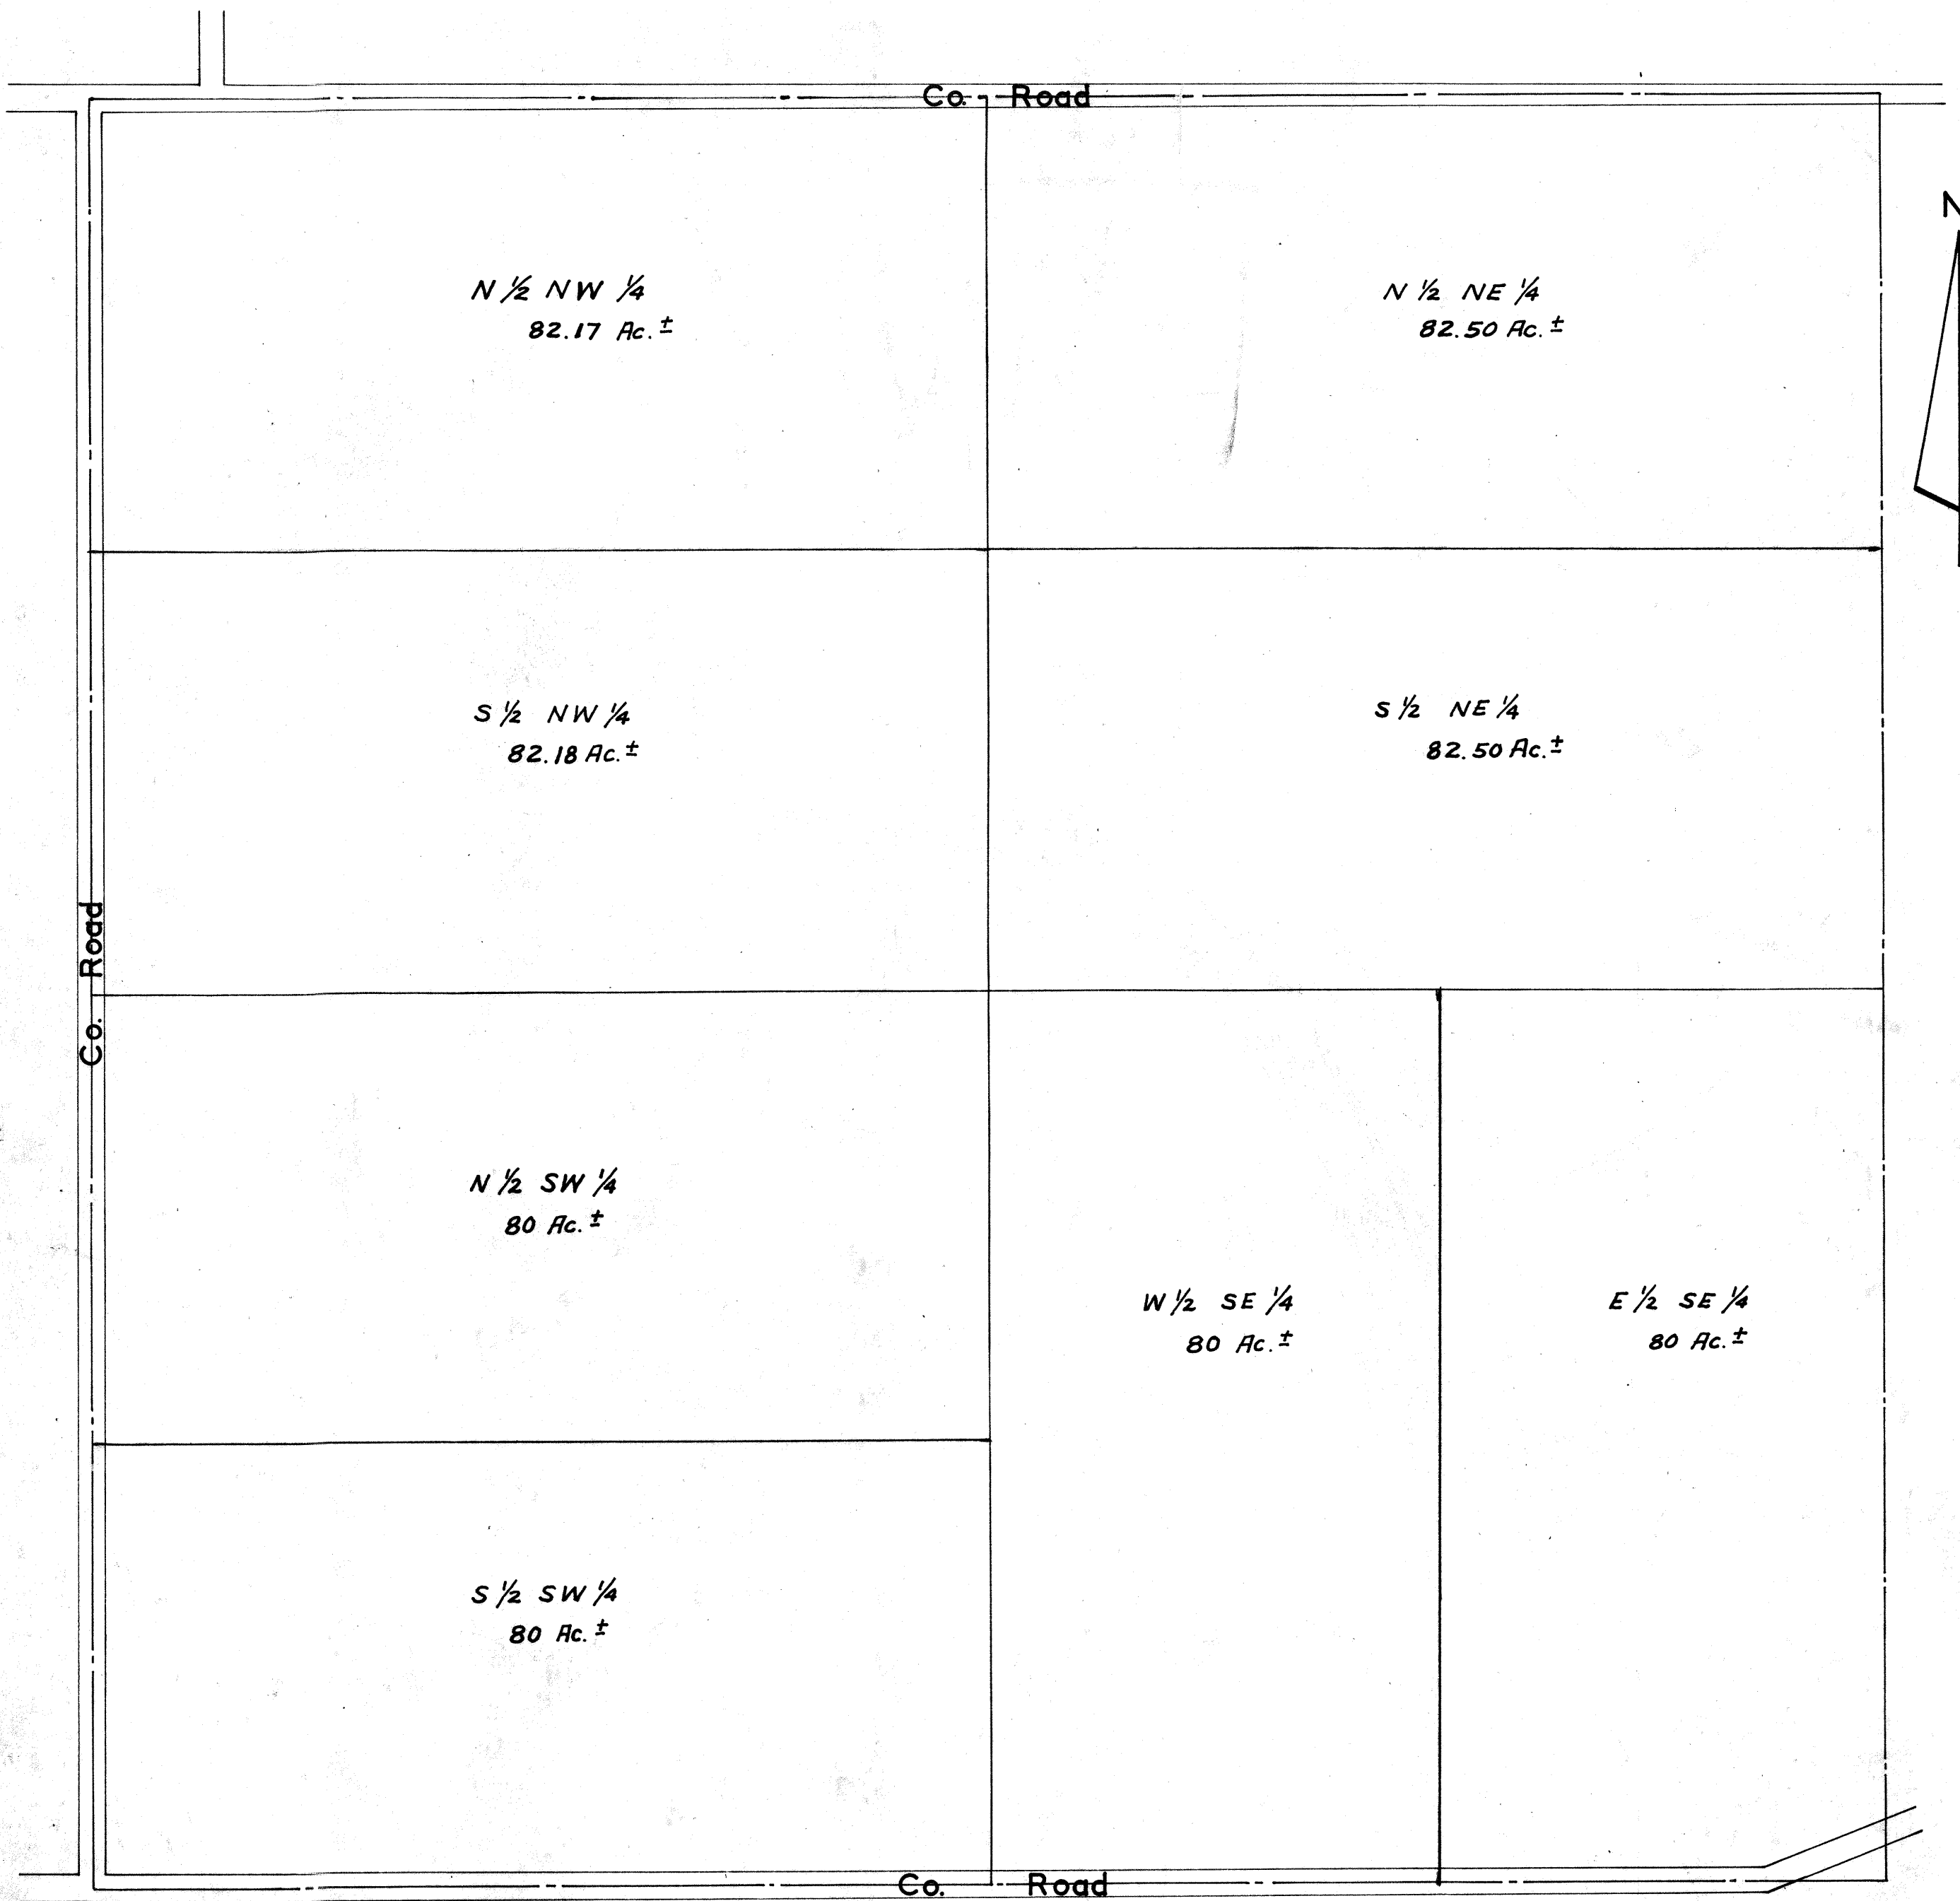 Co. Road
N
N ½ NW ¼
82.17 Ac. ±
N ½ NE ¼
82.50 Ac. ±
S ½ NW ¼
82.18 Ac. ±
S ½ NE ¼
82.50 Ac. ±
Co. Road
N ½ SW ¼
80 Ac. ±
W ½ SE ¼
80 Ac. ±
E ½ SE ¼
80 Ac. ±
S ½ SW ¼
80 Ac. ±
Co. Road